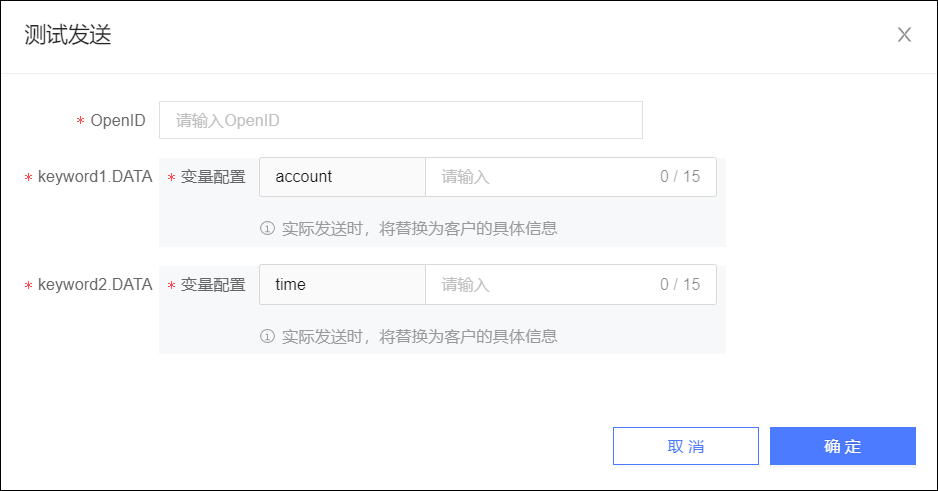 测试发送
* OpenID 请输入OpenID
* keyword1.DATA * 变量配置 account 请输入 0 / 15
实际发送时，将替换为客户的具体信息
* keyword2.DATA * 变量配置 time 请输入 0 / 15
实际发送时，将替换为客户的具体信息
取 消 确 定